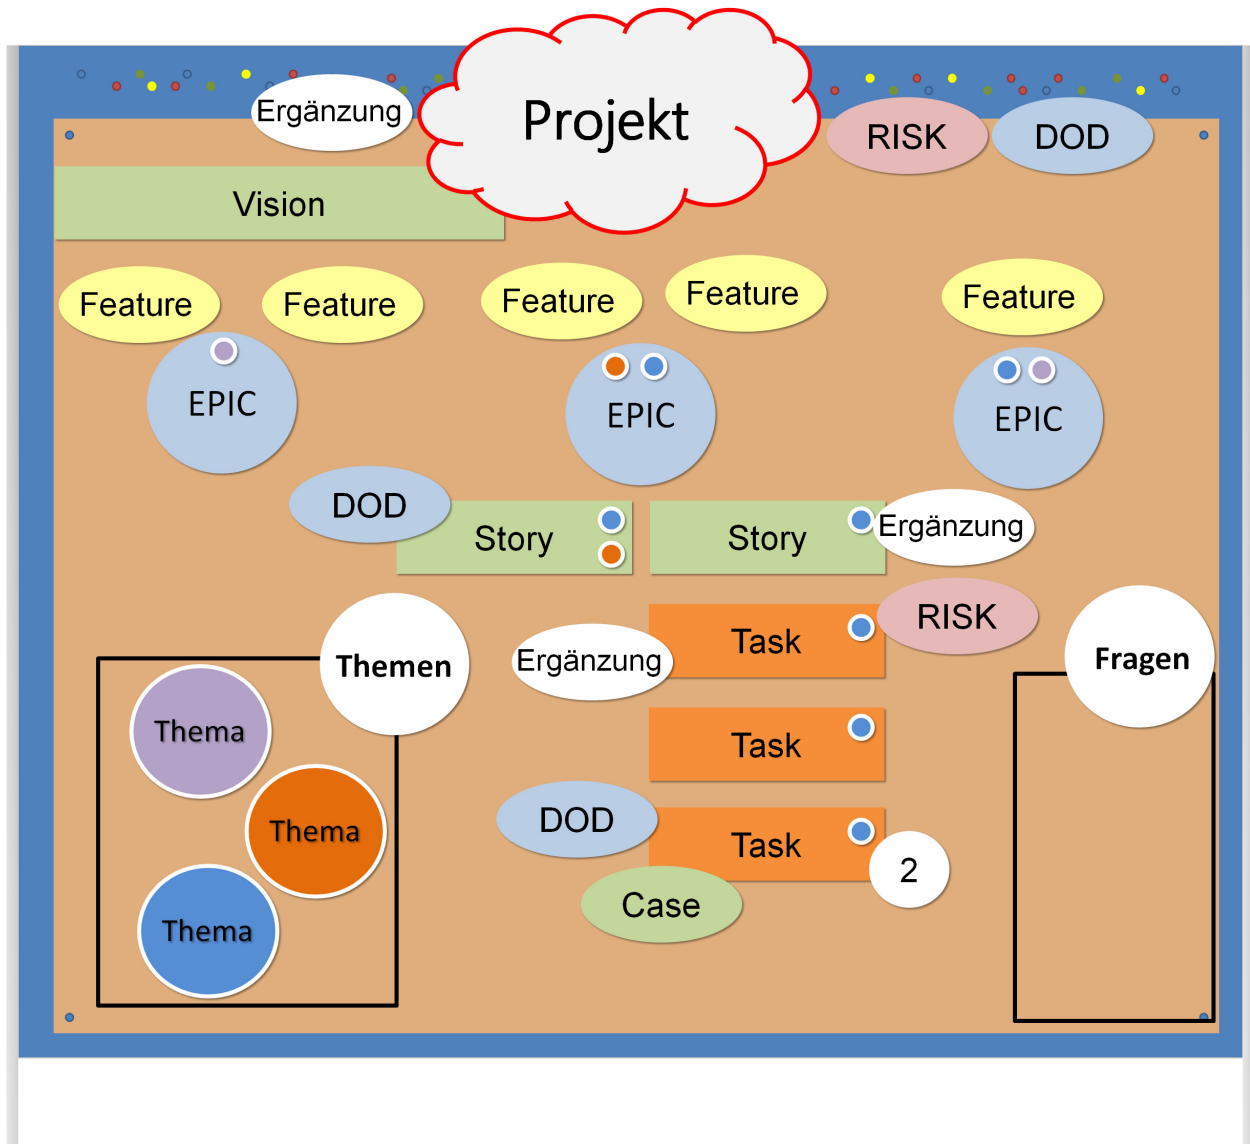 Projekt
Ergänzung
RISK
DOD
Vision
Feature
Feature
Feature
Feature
Feature
EPIC
EPIC
EPIC
DOD
Story
Story
Ergänzung
RISK
Task
Ergänzung
Themen
Fragen
Thema
Task
Thema
DOD
Task
2
Case
Thema